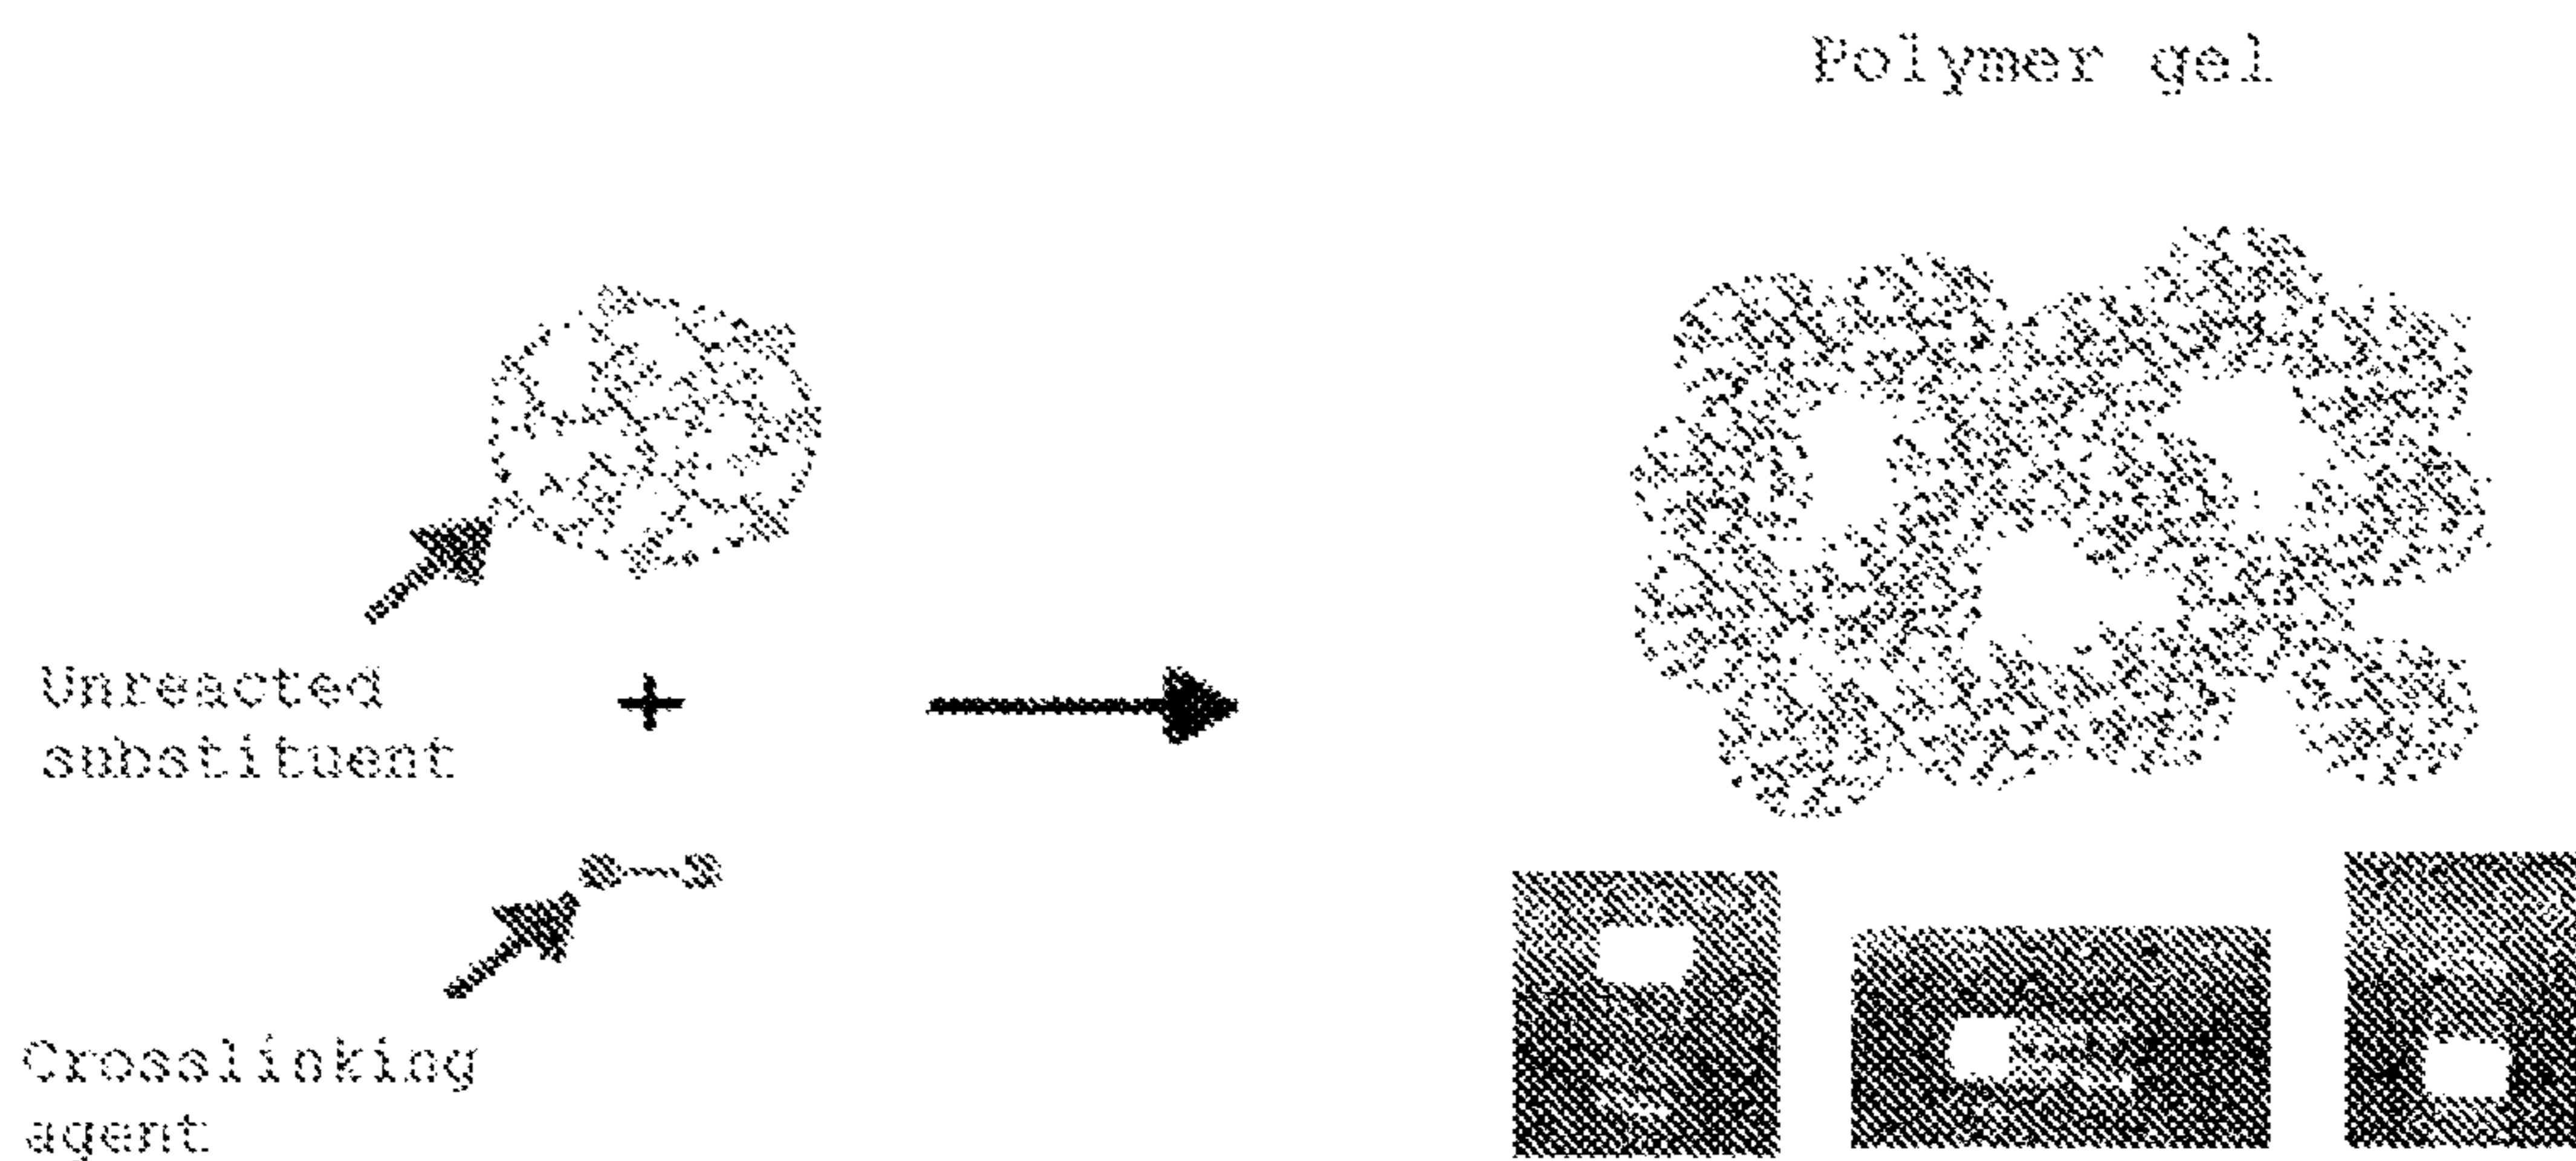 Polymer gel
Unreacted
substituent
+
Crosslinking
agent